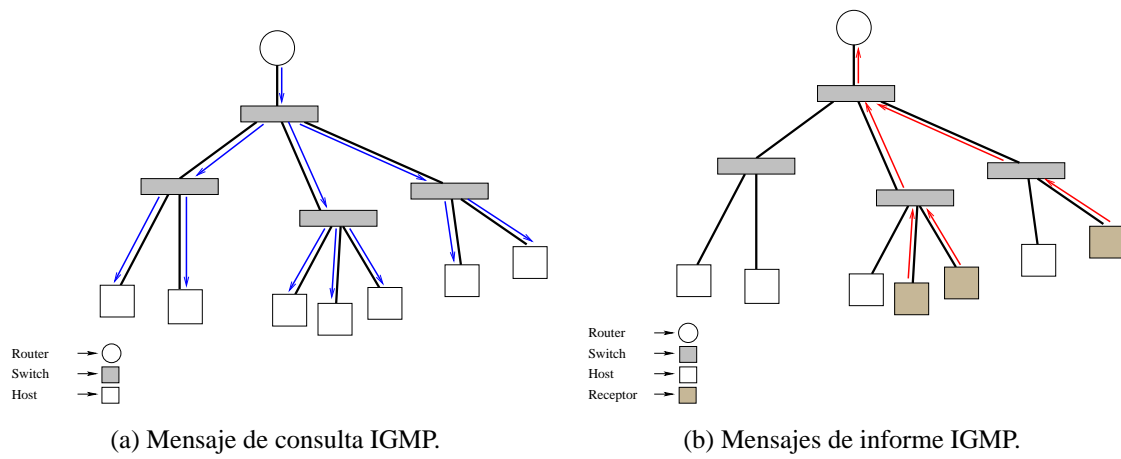 Router
Switch
Host
(a) Mensaje de consulta IGMP.
Router
Switch
Host
Receptor
(b) Mensajes de informe IGMP.